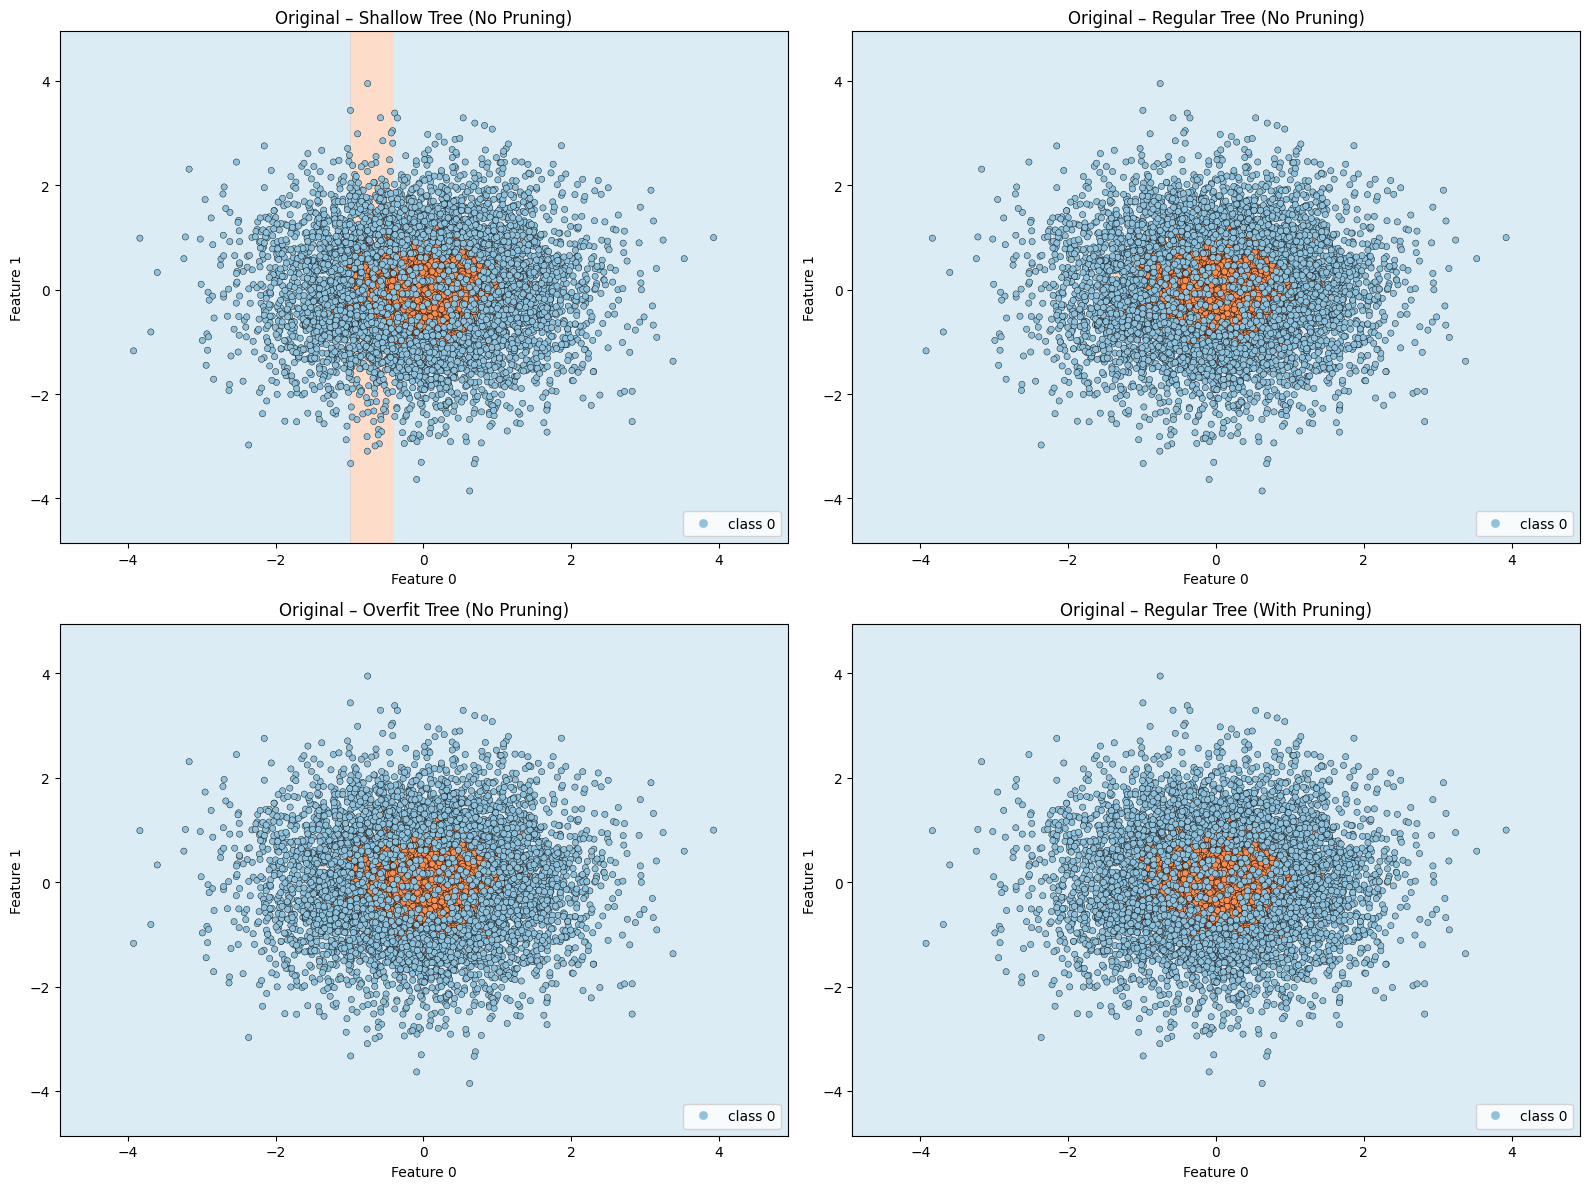 Original – Shallow Tree (No Pruning)
4
2
0
−2
−4
Feature 1
−4 −2 0 2 4
Feature 0
class 0
Original – Regular Tree (No Pruning)
4
2
0
−2
−4
Feature 1
−4 −2 0 2 4
Feature 0
class 0
Original – Overfit Tree (No Pruning)
4
2
0
−2
−4
Feature 1
−4 −2 0 2 4
Feature 0
class 0
Original – Regular Tree (With Pruning)
4
2
0
−2
−4
Feature 1
−4 −2 0 2 4
Feature 0
class 0